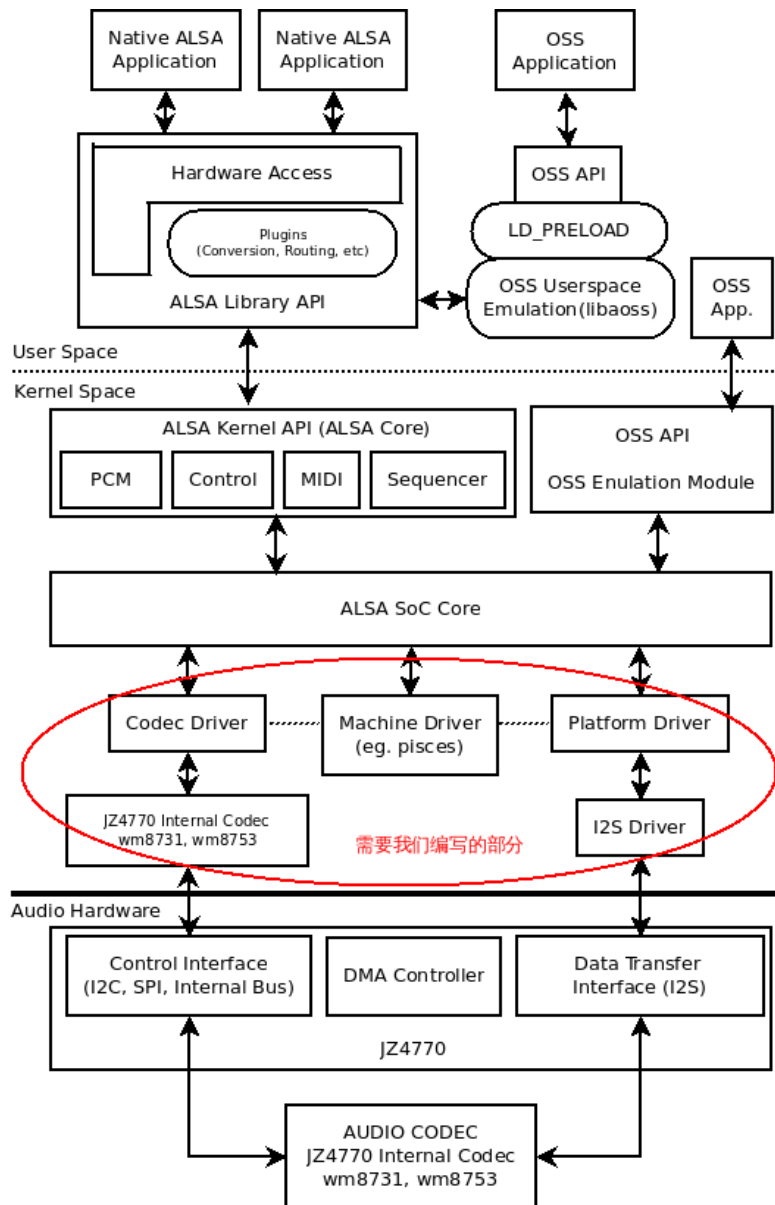 Native ALSA
Application
Native ALSA
Application
OSS
Application
Hardware Access
Plugins
(Conversion, Routing, etc)
ALSA Library API
OSS API
LD_PRELOAD
OSS Userspace
Emulation(libaoss)
OSS
App.
User Space
Kernel Space
ALSA Kernel API (ALSA Core)
PCM
Control
MIDI
Sequencer
OSS API
OSS Enulation Module
ALSA SoC Core
Codec Driver
Machine Driver
(eg. pisces)
Platform Driver
JZ4770 Internal Codec
wm8731, wm8753
需要我们编写的部分
I2S Driver
Audio Hardware
Control Interface
(I2C, SPI, Internal Bus)
DMA Controller
Data Transfer
Interface (I2S)
JZ4770
AUDIO CODEC
JZ4770 Internal Codec
wm8731, wm8753